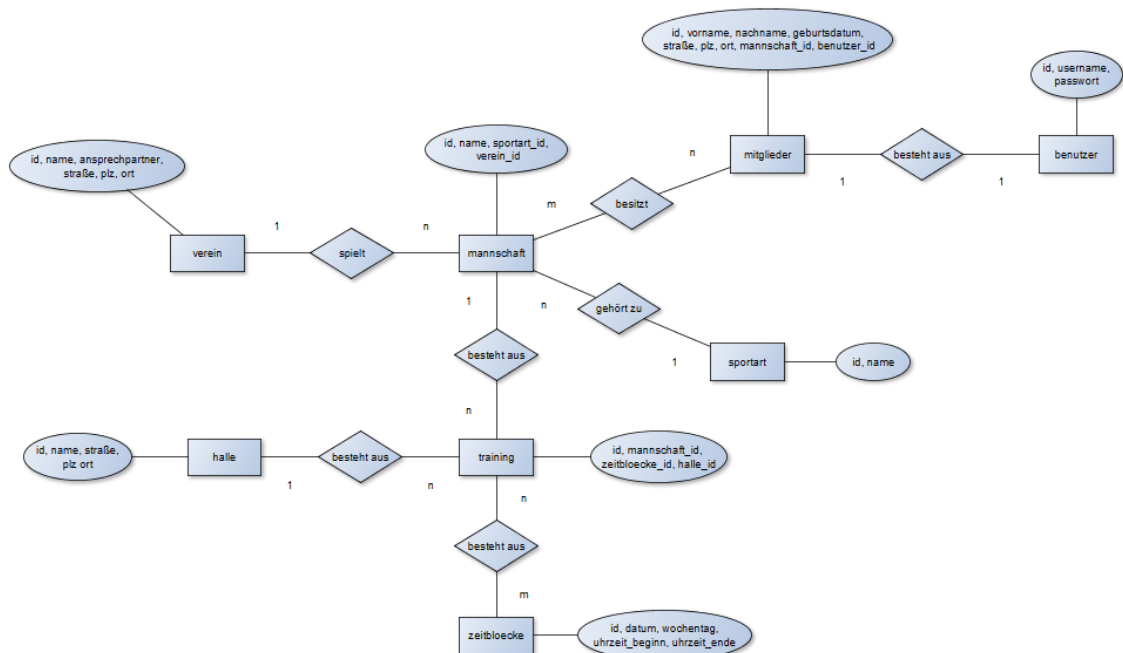 id, vorname, nachname, geburtsdatum,
straße, plz, ort, mannschaft_id, benutzer_id
id, username,
passwort
id, name, sportart_id,
verein_id
id, name, ansprechpartner,
straße, plz, ort
n
mitglieder
besteht aus
benutzer
1
1
m
besitzt
1
n
verein
spielt
mannschaft
1
n
gehört zu
besteht aus
1
sportart
id, name
n
id, name, straße,
plz ort
halle
besteht aus
training
id, mannschaft_id,
zeitbloecke_id, halle_id
1
n
n
besteht aus
m
zeitbloecke
id, datum, wochentag,
uhrzeit_beginn, uhrzeit_ende